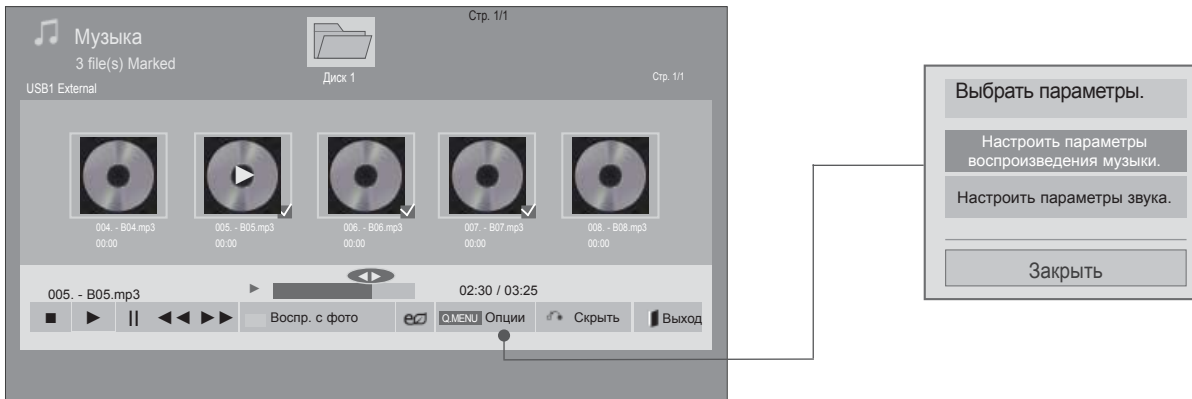 Стр. 1/1
Музыка
3 file(s) Marked
Диск 1
Стр. 1/1
USB1 External
004. - B04.mp3
00:00
005. - B05.mp3
00:00
006. - B06.mp3
00:00
007. - B07.mp3
00:00
008. - B08.mp3
00:00
005. - B05.mp3
02:30 / 03:25
Воспр. с фото
Q.MENU Опции
Скрыть
Выход
Выбрать параметры.
Настроить параметры
воспроизведения музыки.
Настроить параметры звука.
Закрыть